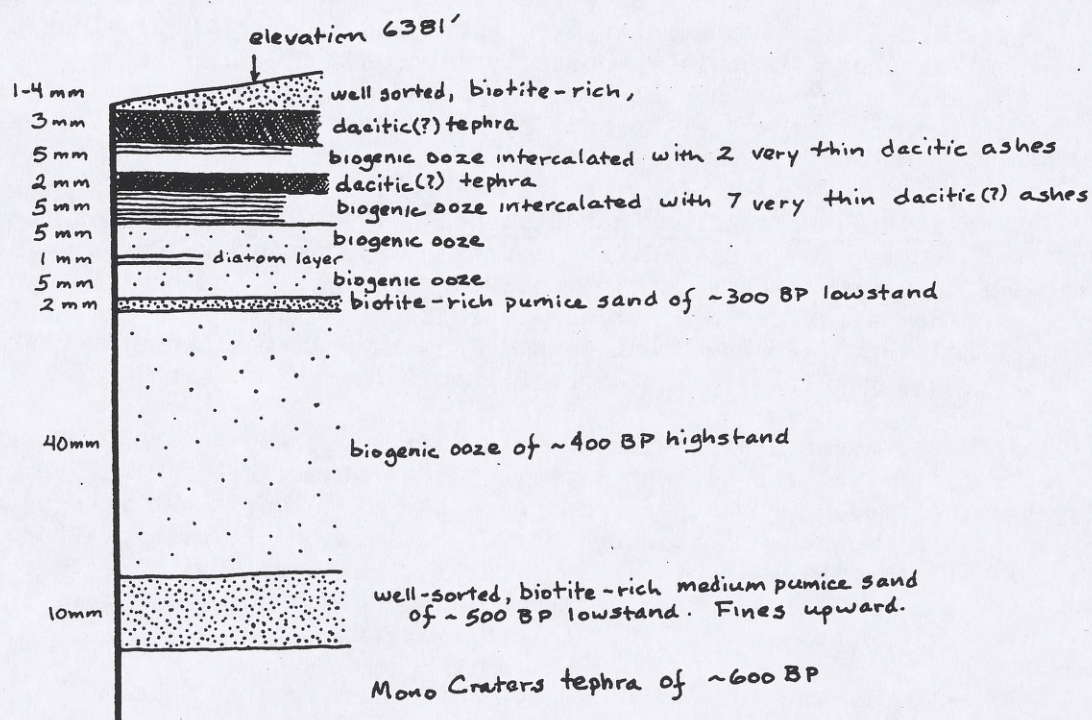 elevation 6381′
1-4 mm well sorted, biotite-rich,
3 mm dacitic(?) tephra
5 mm biogenic ooze intercalated with 2 very thin dacitic ashes
2 mm dacitic(?) tephra
5 mm biogenic ooze intercalated with 7 very thin dacitic(?) ashes
5 mm biogenic ooze
1 mm diatom layer
5 mm biogenic ooze
2 mm biotite-rich pumice sand of ~300 BP lowstand
40mm biogenic ooze of ~400 BP highstand
well-sorted, biotite-rich medium pumice sand
10mm of ~500 BP lowstand. Fines upward.
Mono Craters tephra of ~600 BP